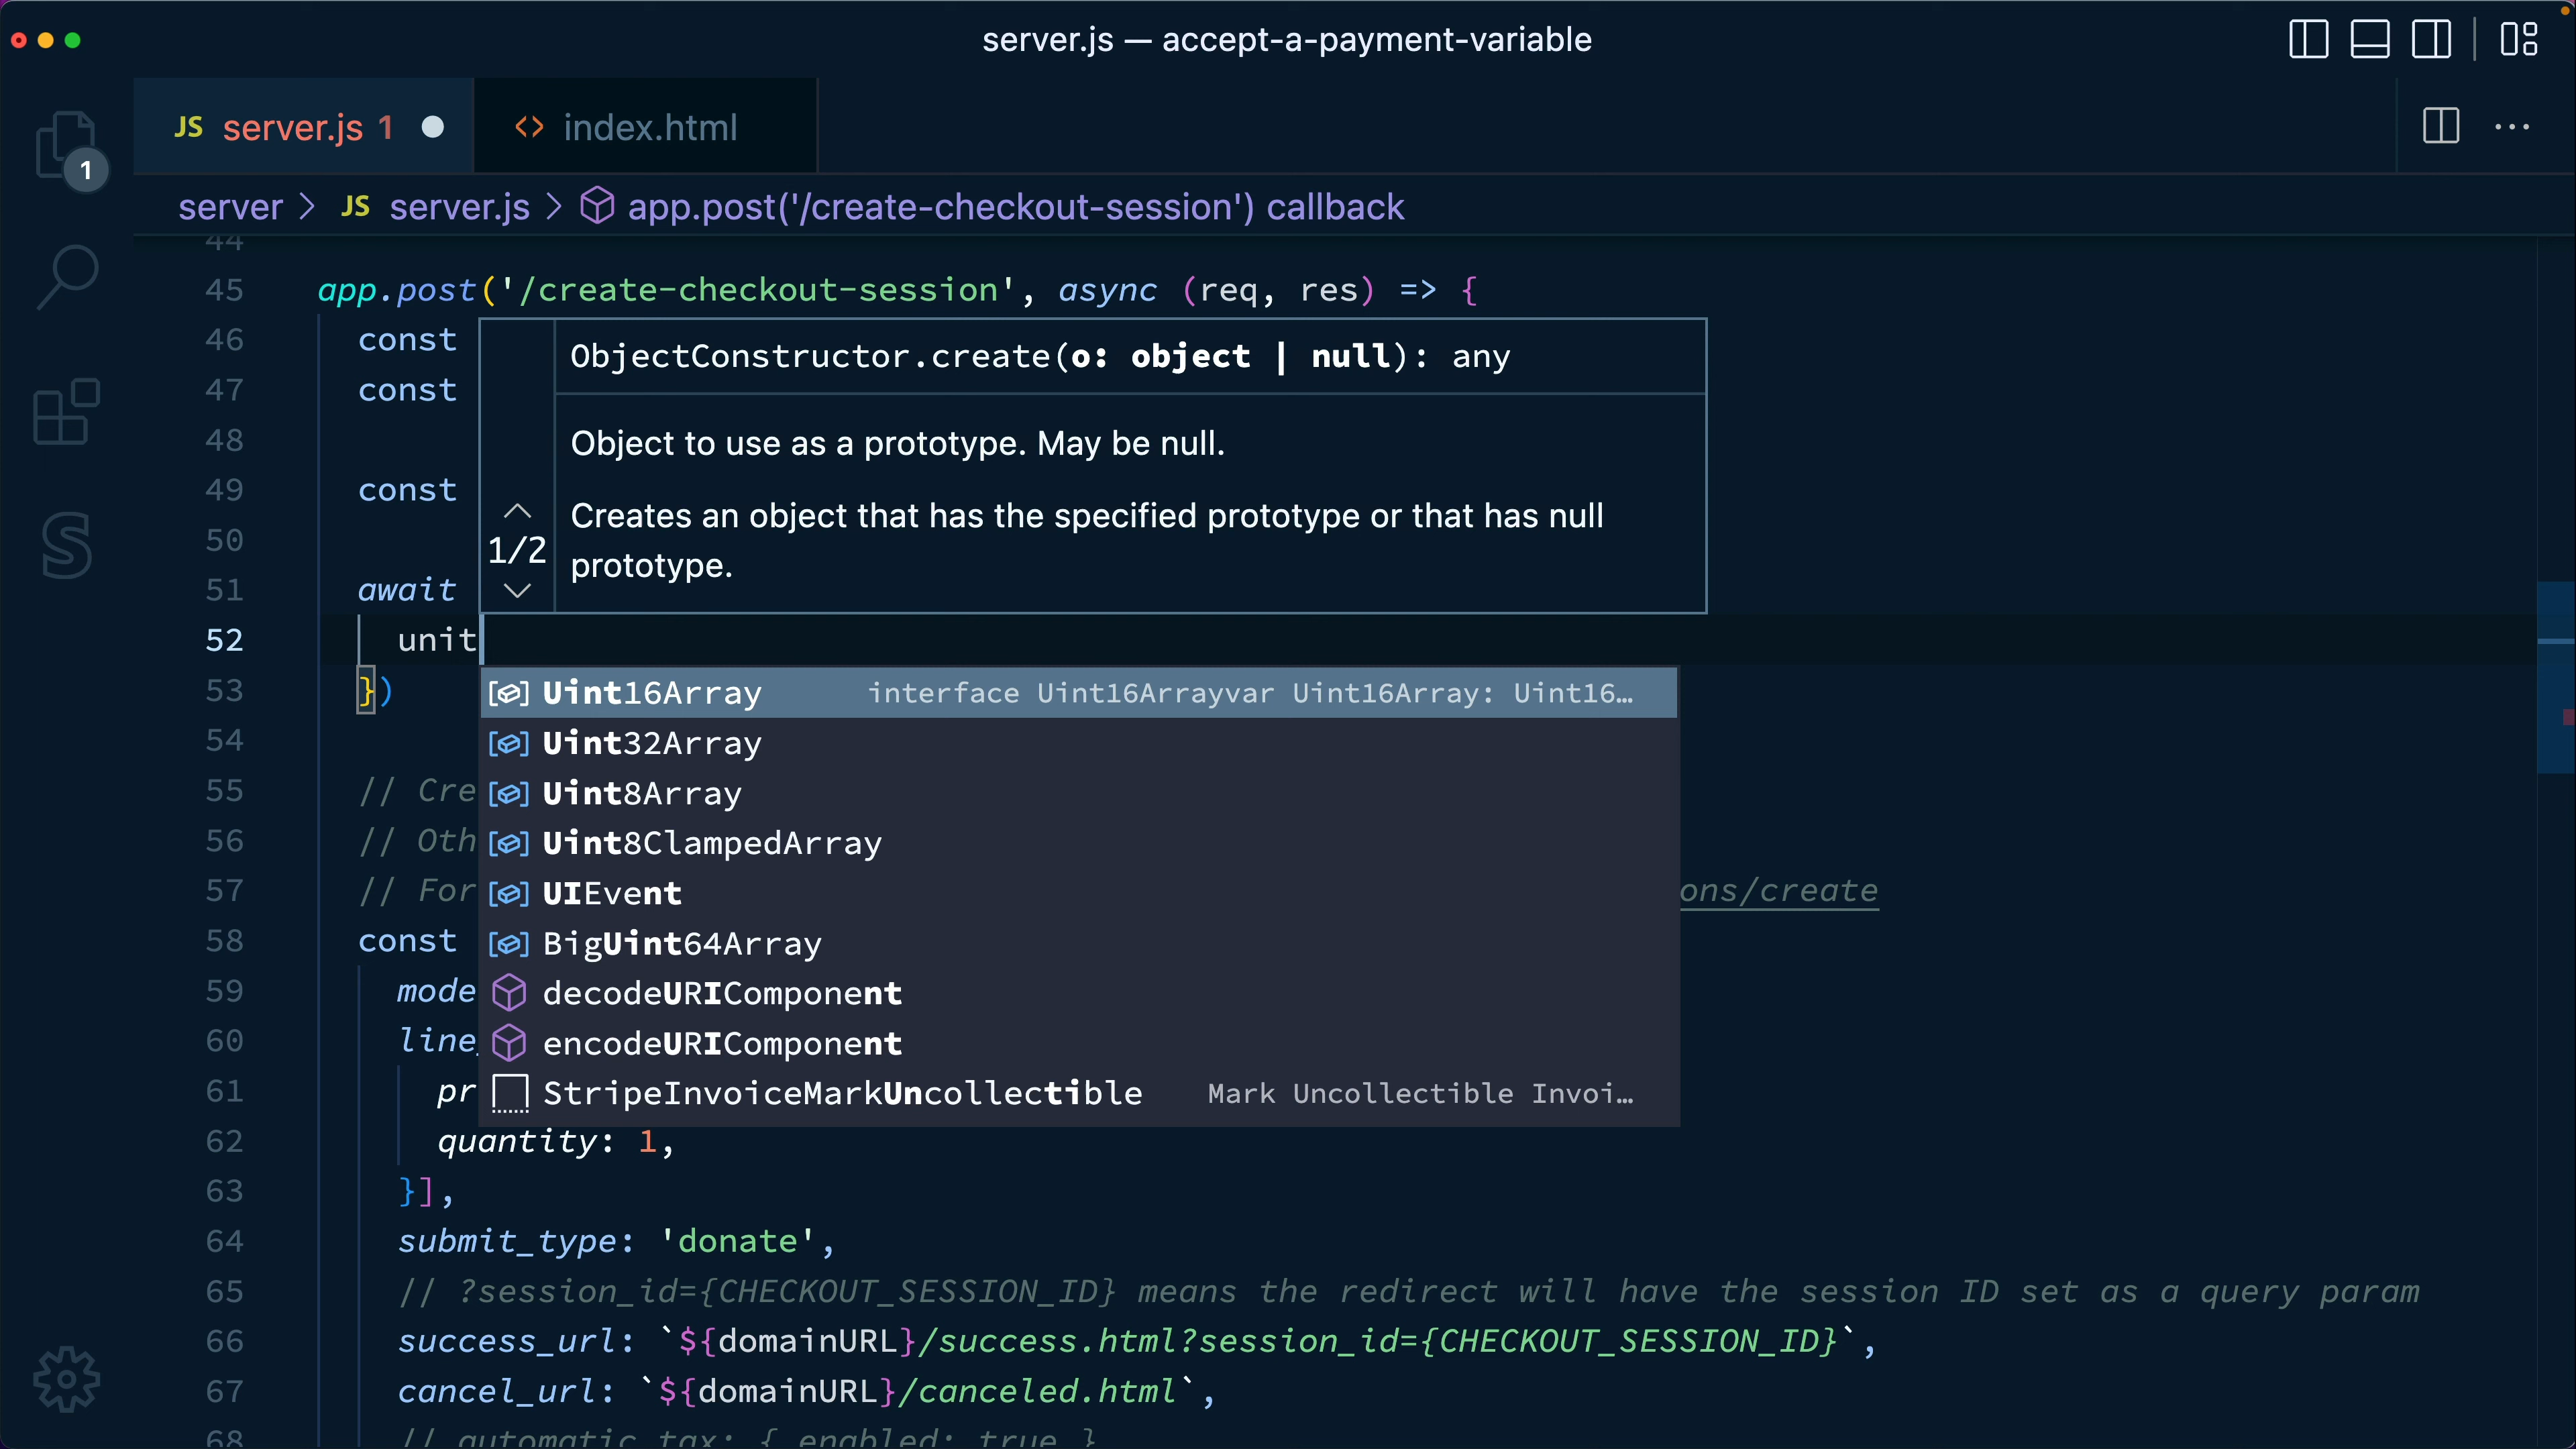 server.js — accept-a-payment-variable
JS server.js 1
<> index.html
1
server > JS server.js > app.post('/create-checkout-session') callback
44
45 app.post('/create-checkout-session', async (req, res) => {
46 const
47 const
48
49 const
50
51 await
52 unit
53 })
54
55 // Cre
56 // Oth
57 // For ons/create
58 const
59 mode
60 line_
61 pr
62 quantity: 1,
63 }],
64 submit_type: 'donate',
65 // ?session_id={CHECKOUT_SESSION_ID} means the redirect will have the session ID set as a query param
66 success_url: `${domainURL}/success.html?session_id={CHECKOUT_SESSION_ID}`,
67 cancel_url: `${domainURL}/canceled.html`,
68 // automatic_tax: { enabled: true }
ObjectConstructor.create(o: object | null): any
Object to use as a prototype. May be null.
Creates an object that has the specified prototype or that has null
prototype.
1/2
Uint16Array interface Uint16Arrayvar Uint16Array: Uint16…
Uint32Array
Uint8Array
Uint8ClampedArray
UIEvent
BigUint64Array
decodeURIComponent
encodeURIComponent
StripeInvoiceMarkUncollectible Mark Uncollectible Invoi…